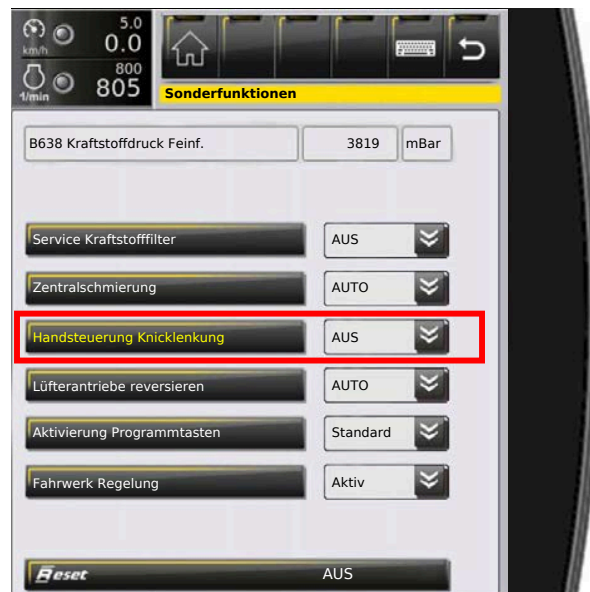 5.0
km/h 0.0
800
1/min 805
Sonderfunktionen
B638 Kraftstoffdruck Feinf. 3819 mBar
Service Kraftstofffilter AUS
Zentralschmierung AUTO
Handsteuerung Knicklenkung AUS
Lüfterantriebe reversieren AUTO
Aktivierung Programmtasten Standard
Fahrwerk Regelung Aktiv
Reset AUS